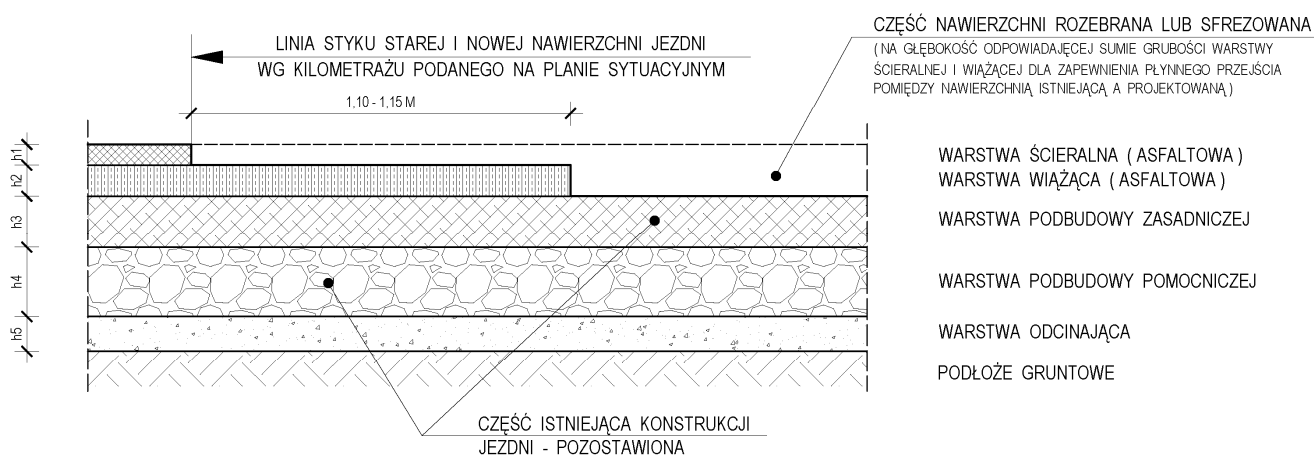 CZĘŚĆ NAWIERZCHNI ROZEBRANA LUB SFREZOWANA
( NA GŁĘBOKOŚĆ ODPOWIADAJĘCEJ SUMIE GRUBOŚCI WARSTWY
ŚCIERALNEJ I WIĄŻĄCEJ DLA ZAPEWNIENIA PŁYNNEGO PRZEJŚCIA
POMIĘDZY NAWIERZCHNIĄ ISTNIEJĄCĄ A PROJEKTOWANĄ )
LINIA STYKU STAREJ I NOWEJ NAWIERZCHNI JEZDNI
WG KILOMETRAŻU PODANEGO NA PLANIE SYTUACYJNYM
1,10 - 1,15 M
h1
h2
h3
h4
h5
WARSTWA ŚCIERALNA ( ASFALTOWA )
WARSTWA WIĄŻĄCA ( ASFALTOWA )
WARSTWA PODBUDOWY ZASADNICZEJ
WARSTWA PODBUDOWY POMOCNICZEJ
WARSTWA ODCINAJĄCA
PODŁOŻE GRUNTOWE
CZĘŚĆ ISTNIEJĄCA KONSTRUKCJI
JEZDNI - POZOSTAWIONA